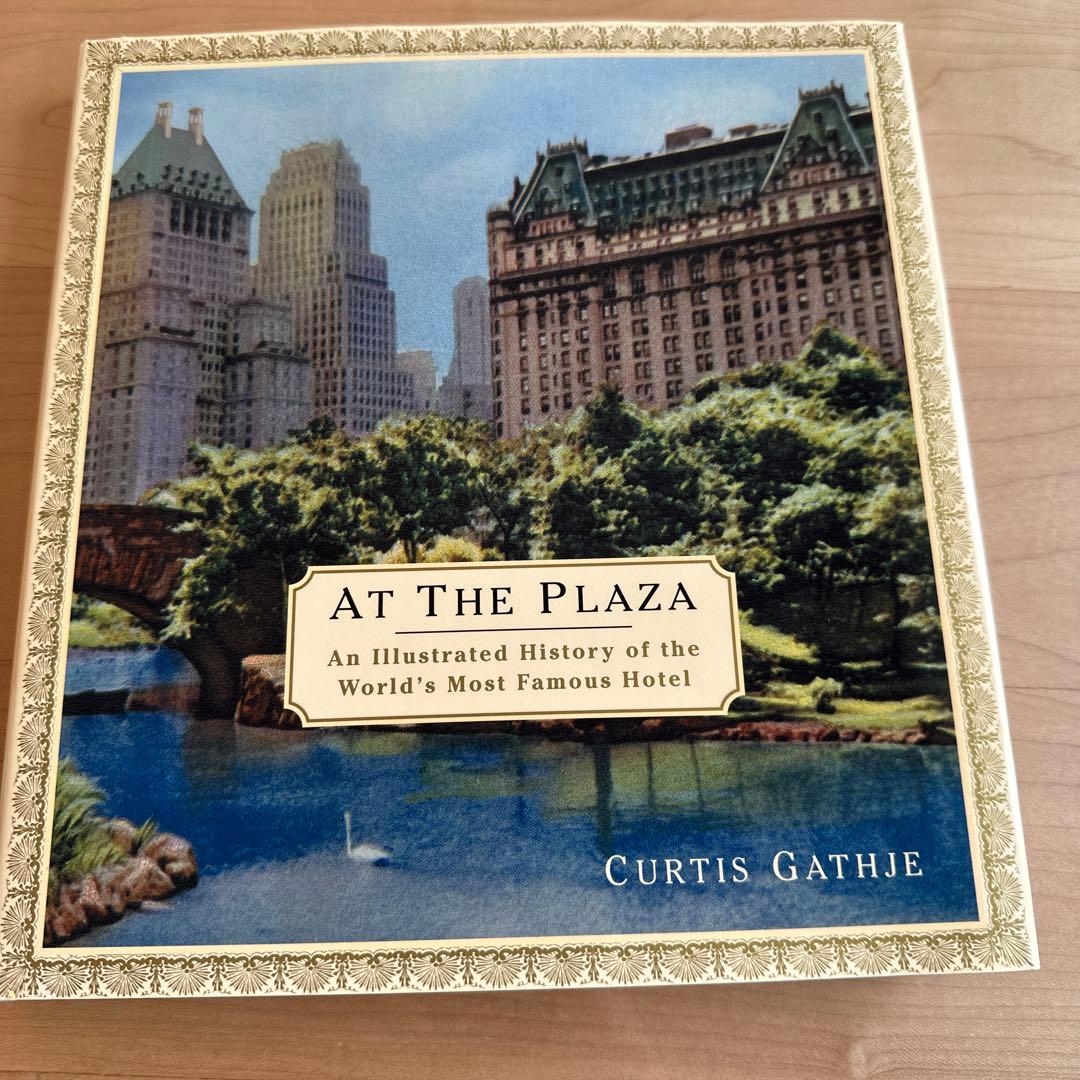 AT THE PLAZA
An Illustrated History of the
World's Most Famous Hotel
CURTIS GATHJE